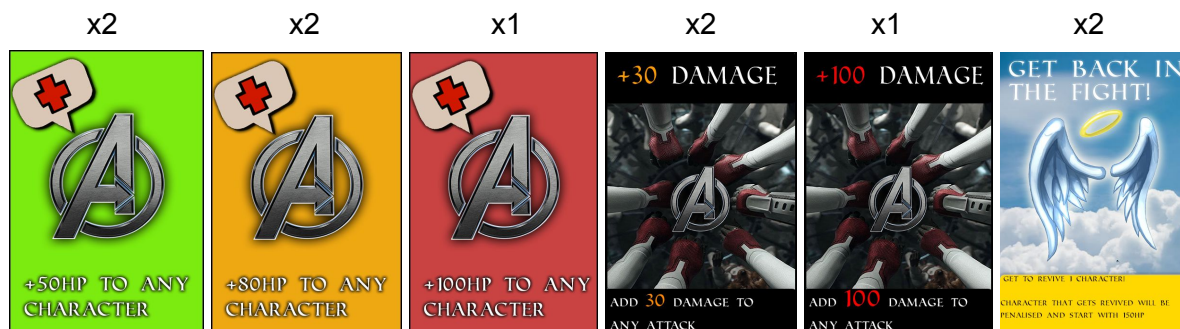 x2
x2
x1
x2
x1
x2
+50HP TO ANY
CHARACTER
+80HP TO ANY
CHARACTER
+100HP TO ANY
CHARACTER
+30 DAMAGE
ADD 30 DAMAGE TO
ANY ATTACK
+100 DAMAGE
ADD 100 DAMAGE TO
ANY ATTACK
GET BACK IN
THE FIGHT!
GET TO REVIVE 1 CHARACTER!
CHARACTER THAT GETS REVIVED WILL BE
PENALISED AND START WITH 150HP